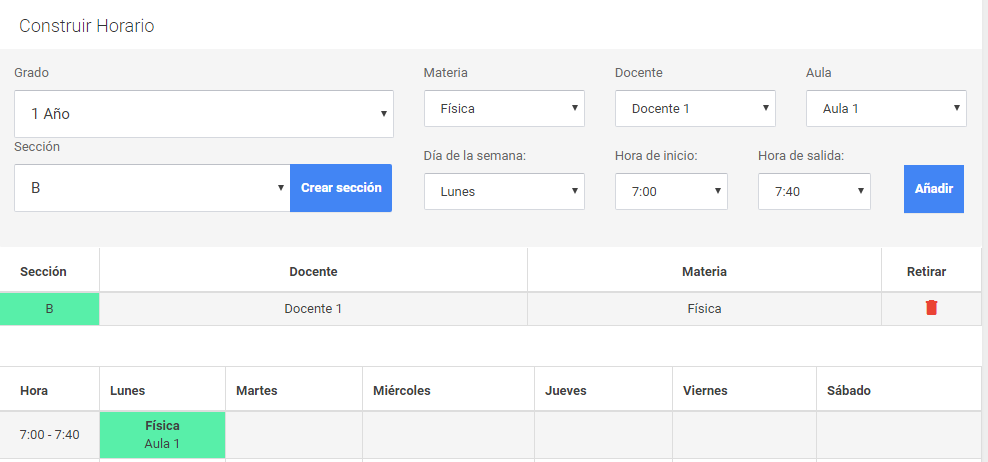 Construir Horario
Grado
1 Año
Sección
B
Crear sección
Materia
Física
Docente
Docente 1
Aula
Aula 1
Día de la semana:
Lunes
Hora de inicio:
7:00
Hora de salida:
7:40
Añadir
Sección Docente Materia Retirar
B Docente 1 Física
Hora Lunes Martes Miércoles Jueves Viernes Sábado
7:00 - 7:40
Física
Aula 1